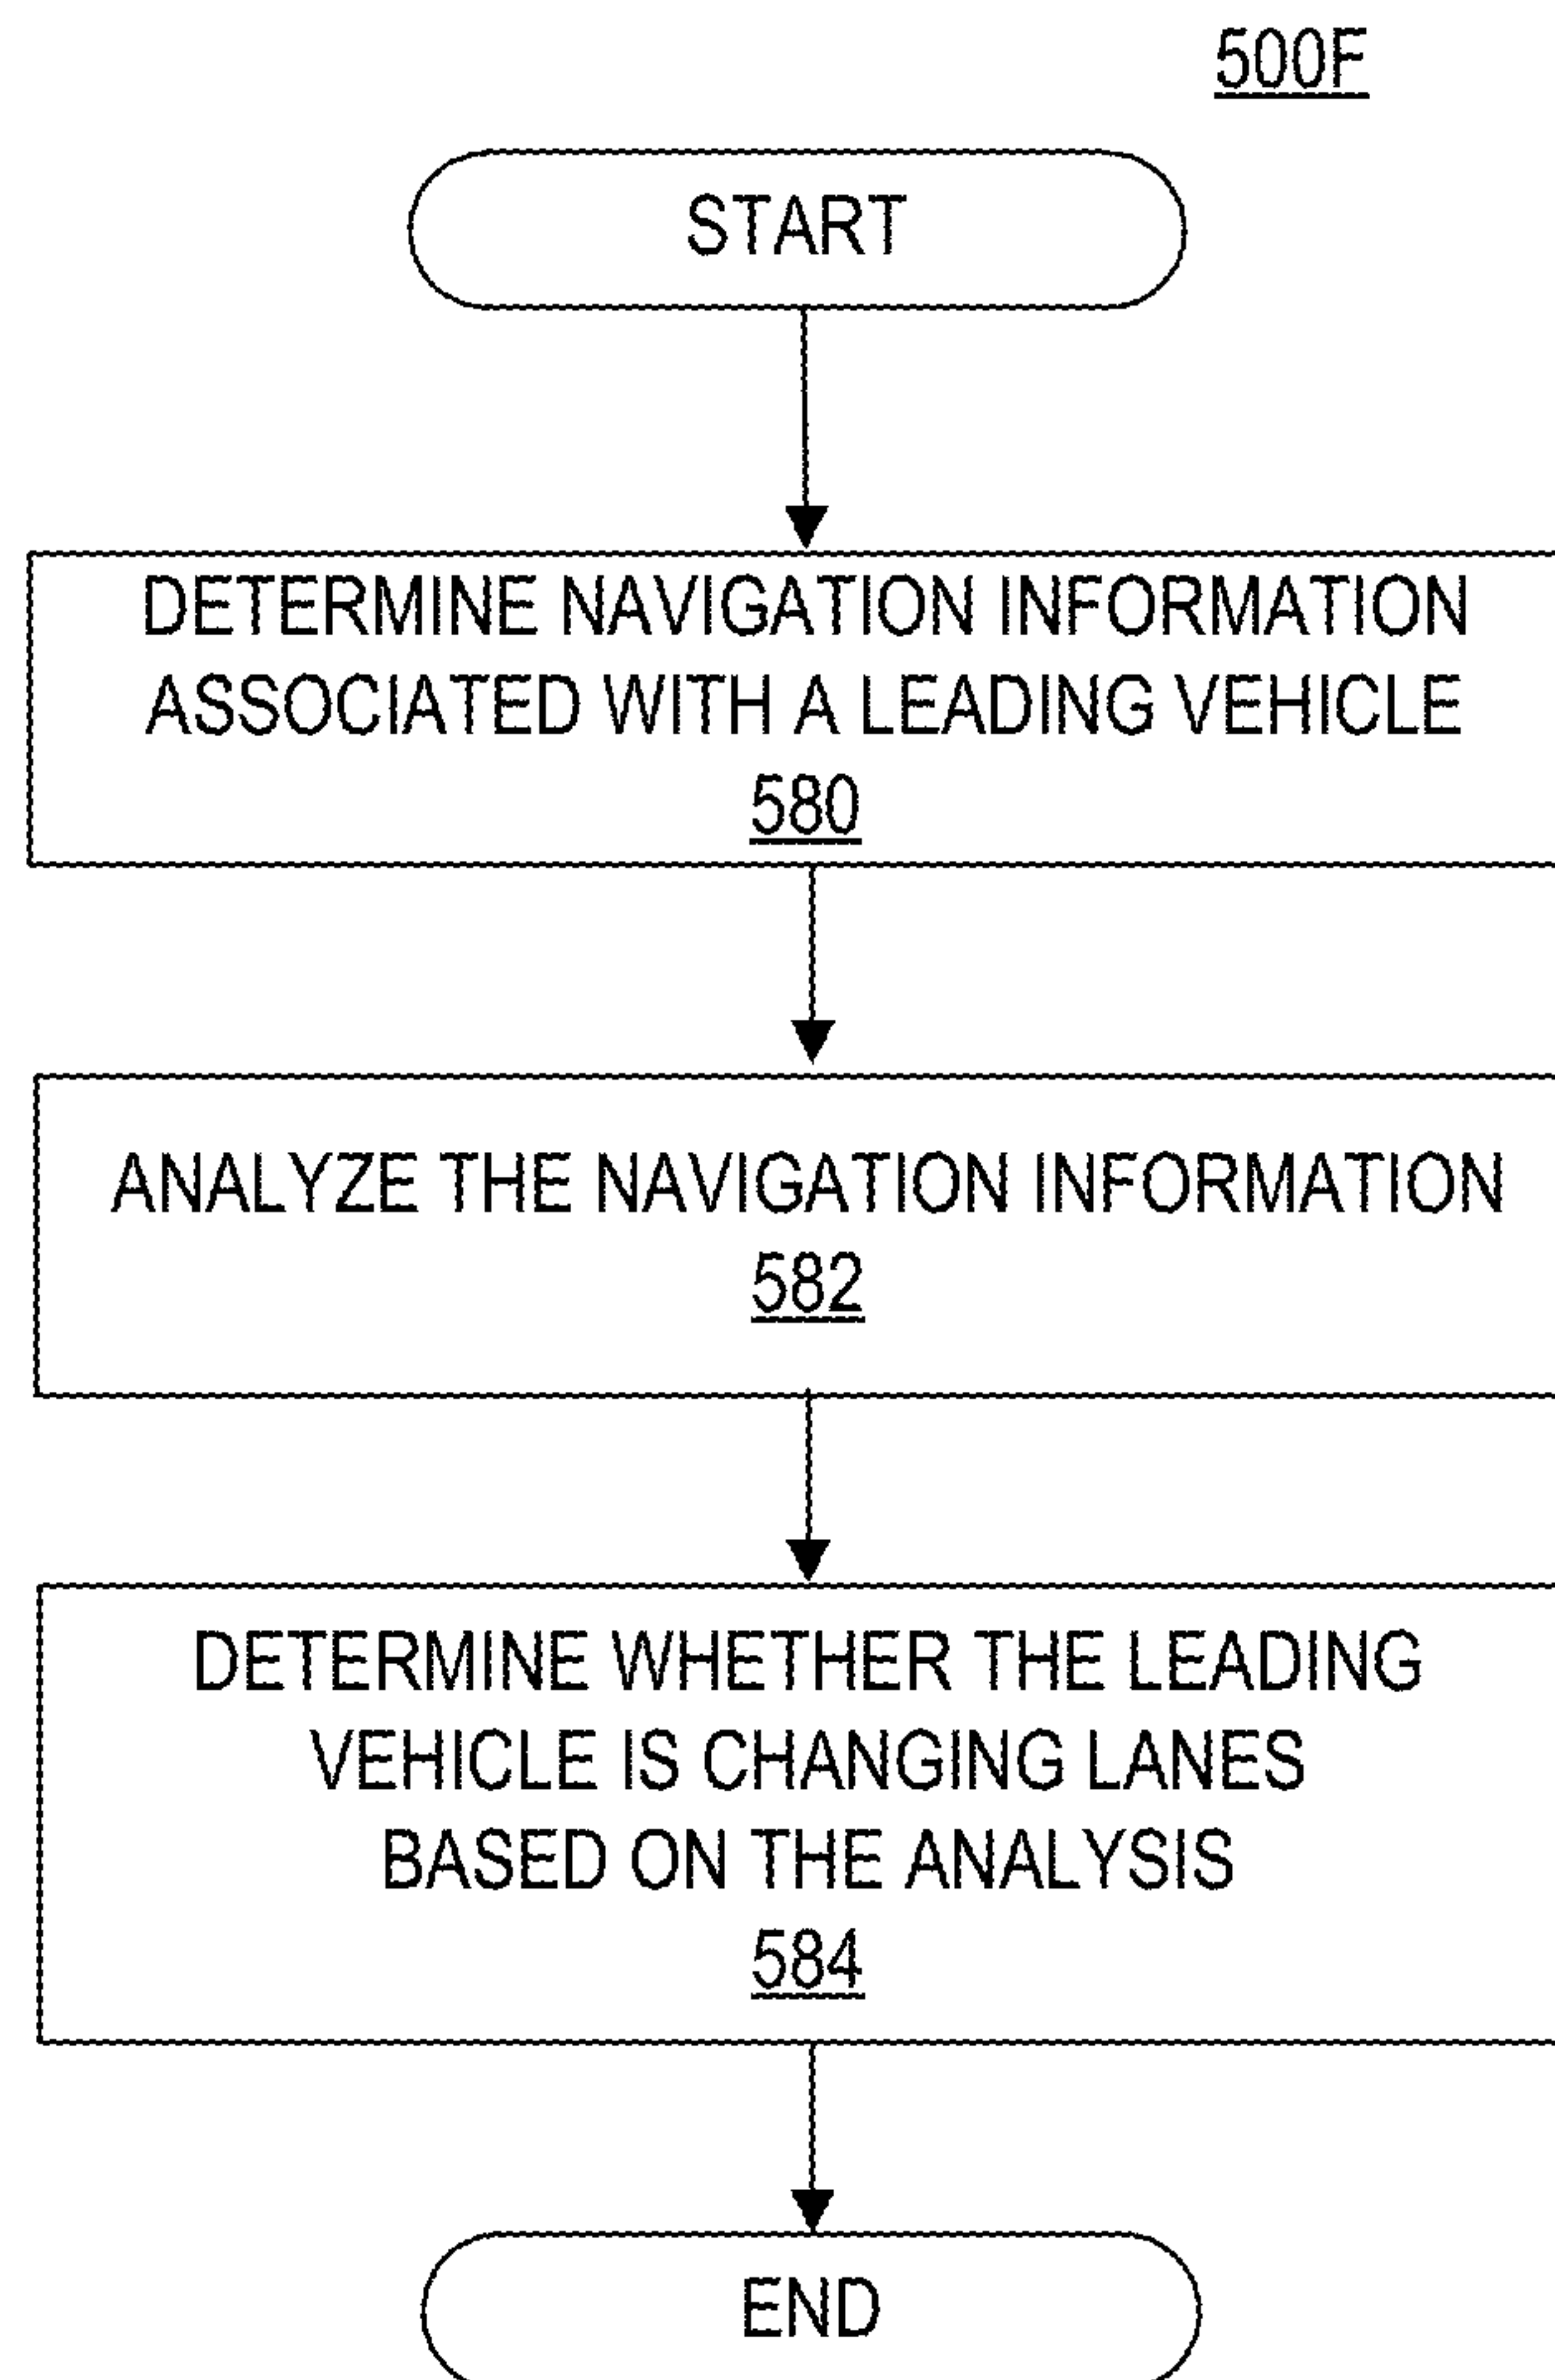 500F
START
DETERMINE NAVIGATION INFORMATION
ASSOCIATED WITH A LEADING VEHICLE
580
ANALYZE THE NAVIGATION INFORMATION
582
DETERMINE WHETHER THE LEADING
VEHICLE IS CHANGING LANES
BASED ON THE ANALYSIS
584
END